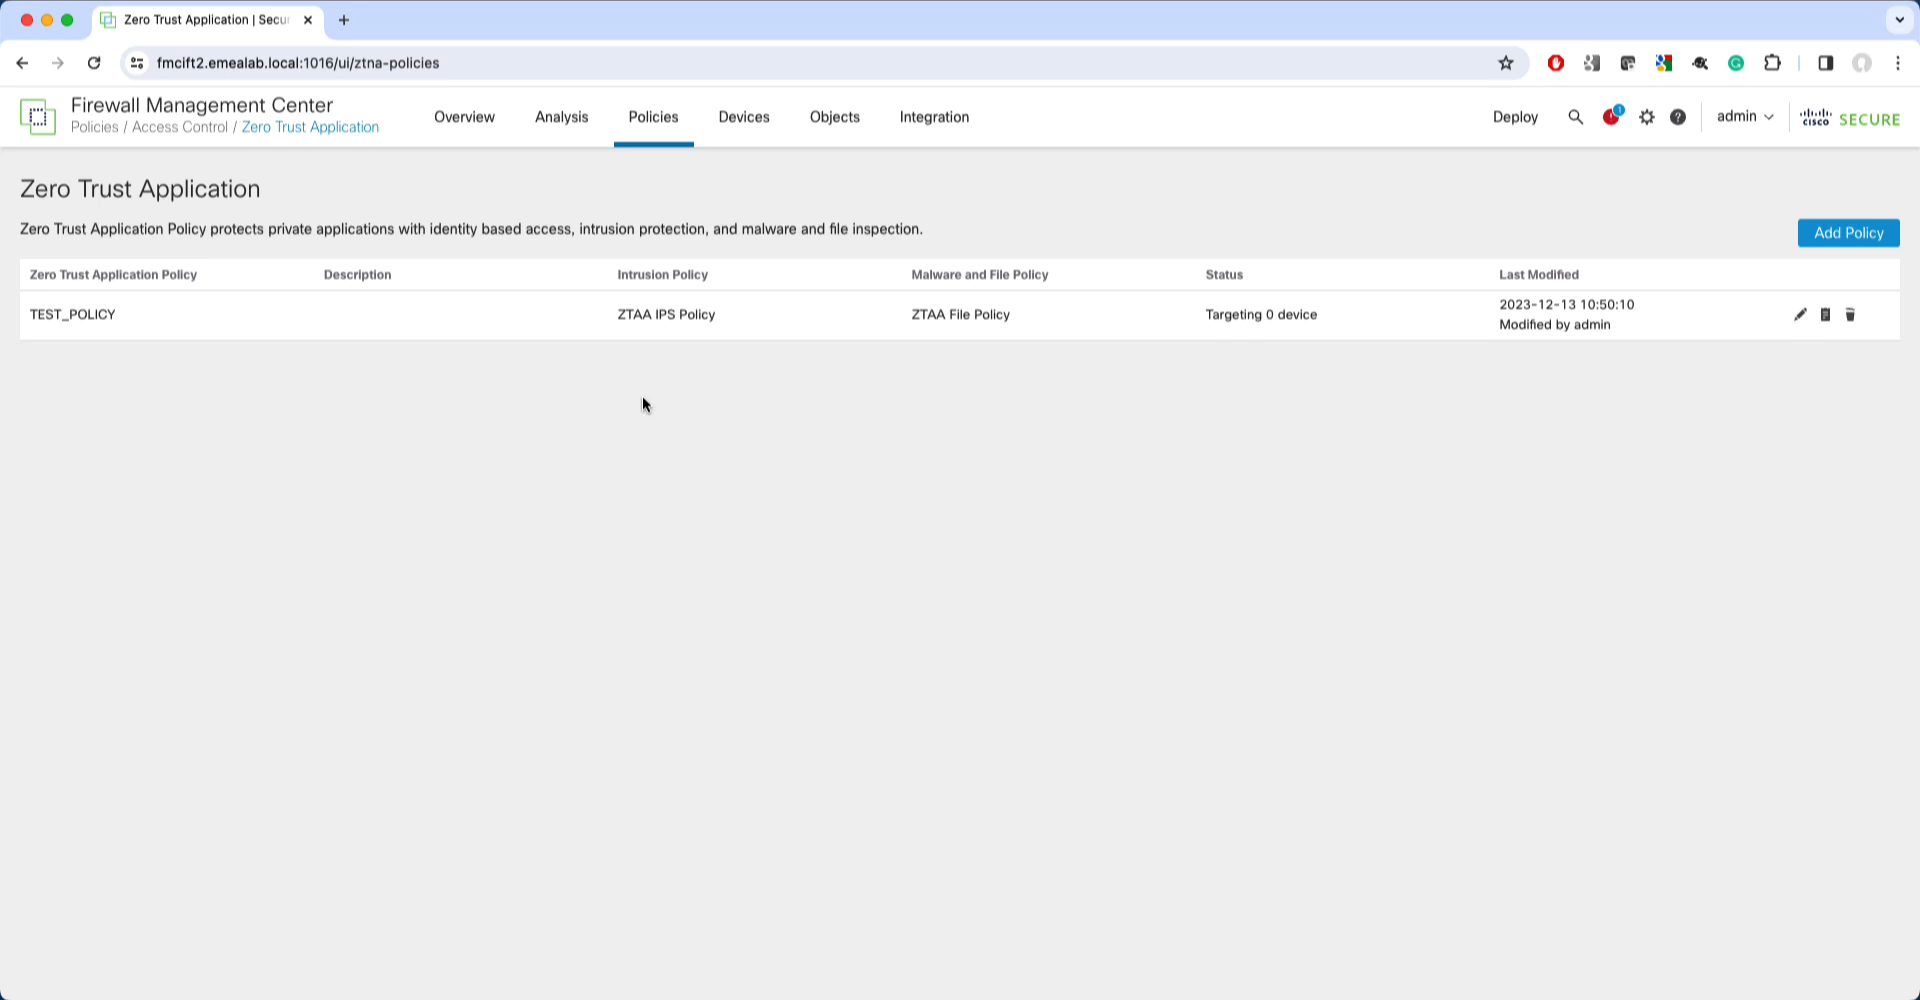 Zero Trust Application | Secur
fmcift2.emealab.local:1016/ui/ztna-policies
Firewall Management Center
Policies / Access Control / Zero Trust Application
Overview
Analysis
Policies
Devices
Objects
Integration
Deploy
1
admin
cisco SECURE
Zero Trust Application
Zero Trust Application Policy protects private applications with identity based access, intrusion protection, and malware and file inspection.
Add Policy
Zero Trust Application Policy
Description
Intrusion Policy
Malware and File Policy
Status
Last Modified
TEST_POLICY
ZTAA IPS Policy
ZTAA File Policy
Targeting 0 device
2023-12-13 10:50:10
Modified by admin